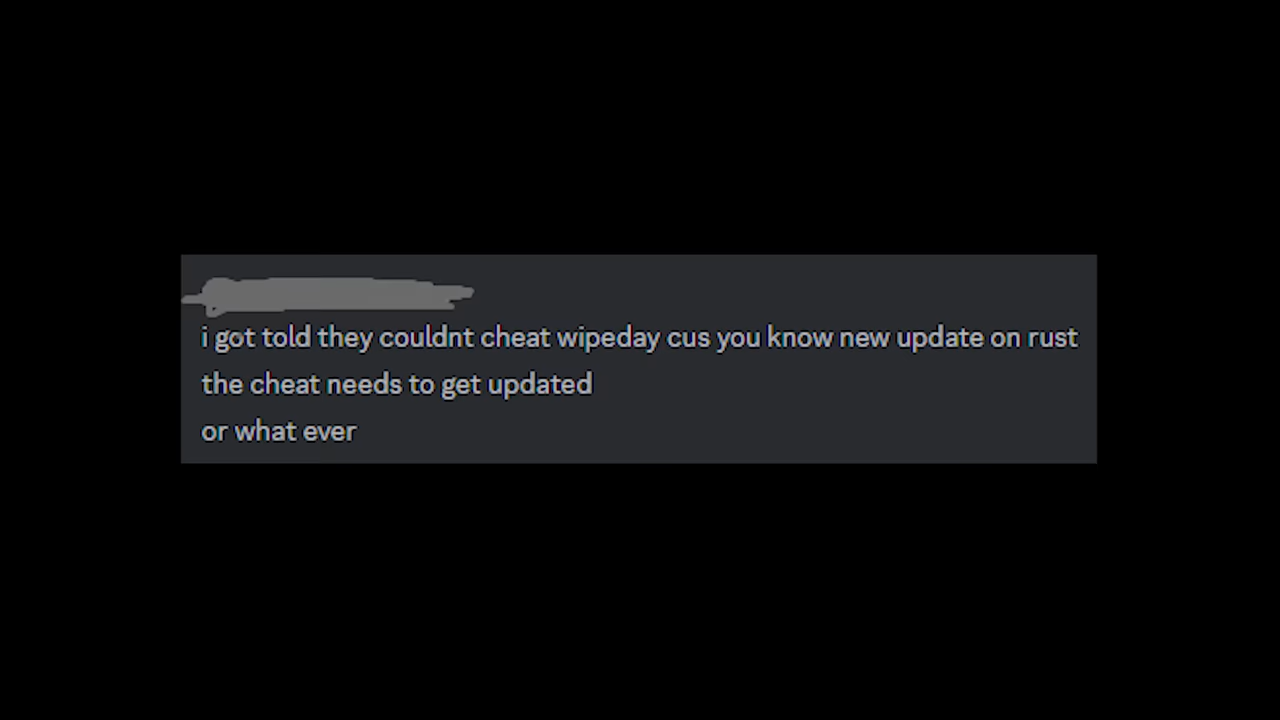 i got told they couldnt cheat wipeday cus you know new update on rust
the cheat needs to get updated
or what ever